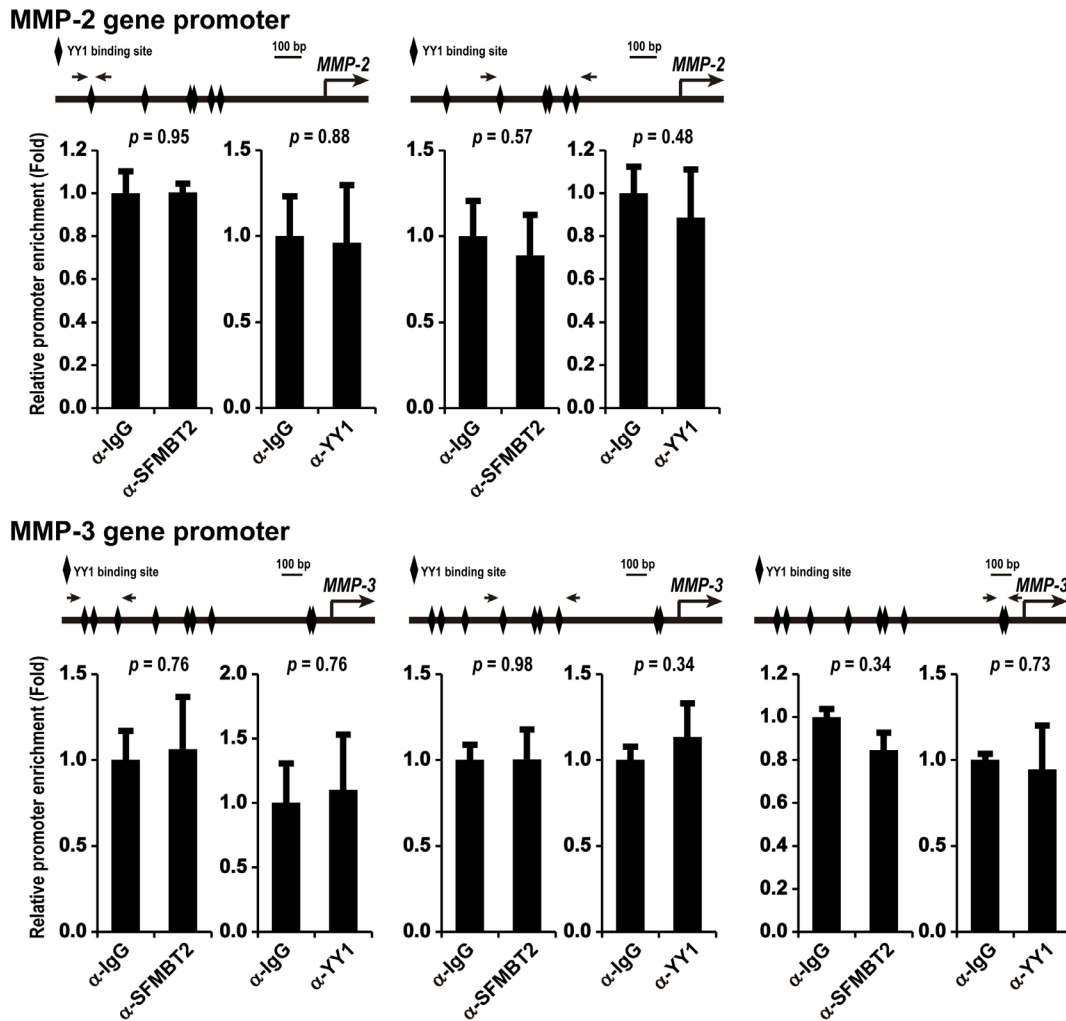 MMP-2 gene promoter
YY1 binding site
100 bp
MMP-2
YY1 binding site
100 bp
MMP-2
Relative promoter enrichment (Fold)
p = 0.95
1.2
1.0
0.8
0.6
0.4
0.2
0.0
α-IgG
α-SFMBT2
p = 0.88
1.5
1.0
0.5
0.0
α-IgG
α-YY1
p = 0.57
1.5
1.0
0.5
0.0
α-IgG
α-SFMBT2
p = 0.48
1.2
1.0
0.8
0.6
0.4
0.2
0.0
α-IgG
α-YY1
MMP-3 gene promoter
YY1 binding site
100 bp
MMP-3
YY1 binding site
100 bp
MMP-3
YY1 binding site
100 bp
MMP-3
Relative promoter enrichment (Fold)
p = 0.76
1.5
1.0
0.5
0.0
α-IgG
α-SFMBT2
p = 0.76
2.0
1.5
1.0
0.5
0.0
α-IgG
α-YY1
p = 0.98
1.5
1.0
0.5
0.0
α-IgG
α-SFMBT2
p = 0.34
1.5
1.0
0.5
0.0
α-IgG
α-YY1
p = 0.34
1.2
1.0
0.8
0.6
0.4
0.2
0.0
α-IgG
α-SFMBT2
p = 0.73
1.5
1.0
0.5
0.0
α-IgG
α-YY1